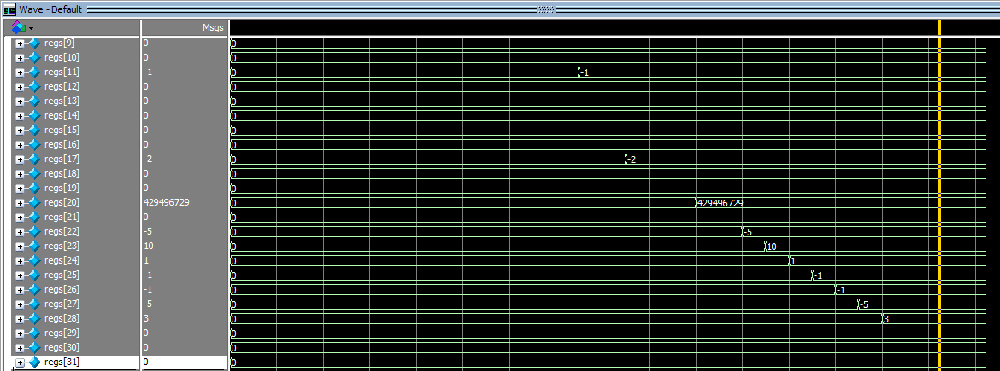 Wave - Default
Msgs
regs[9] 0 0
regs[10] 0 0
regs[11] -1 0 -1
regs[12] 0 0
regs[13] 0 0
regs[14] 0 0
regs[15] 0 0
regs[16] 0 0
regs[17] -2 0 -2
regs[18] 0 0
regs[19] 0 0
regs[20] 429496729 0 429496729
regs[21] 0 0
regs[22] -5 0 -5
regs[23] 10 0 10
regs[24] 1 0 1
regs[25] -1 0 -1
regs[26] -1 0 -1
regs[27] -5 0 -5
regs[28] 3 0 3
regs[29] 0 0
regs[30] 0 0
regs[31] 0 0